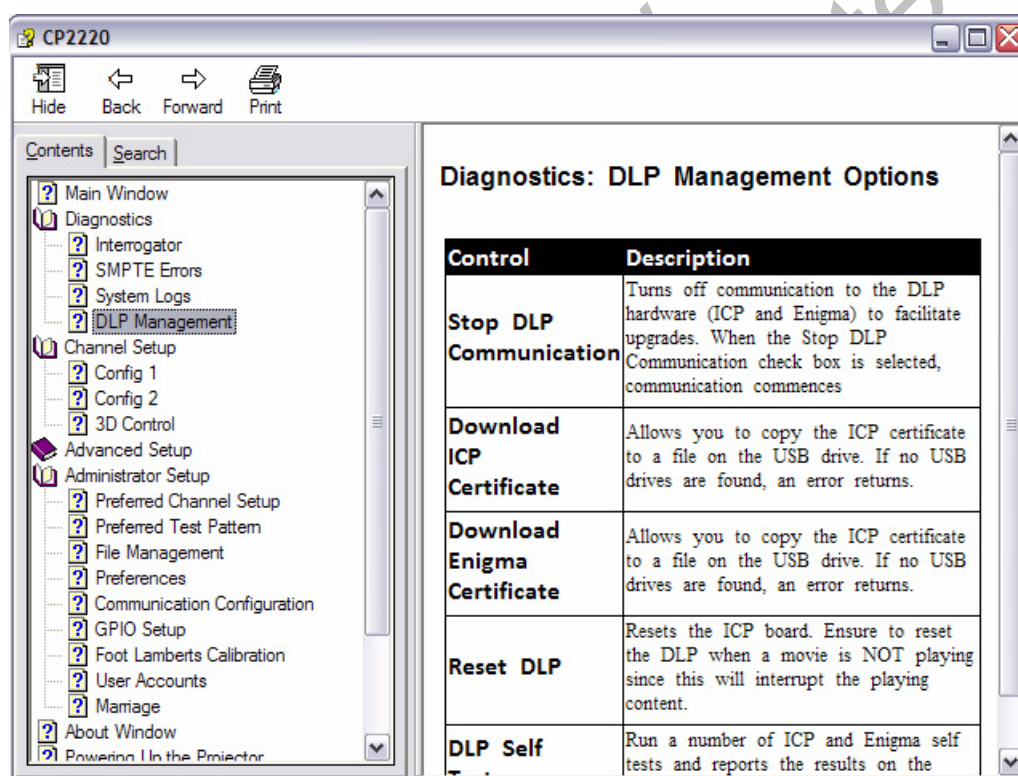 CP2220
Hide Back Forward Print
Contents Search
Main Window
Diagnostics
Interrogator
SMPTE Errors
System Logs
DLP Management
Channel Setup
Config 1
Config 2
3D Control
Advanced Setup
Administrator Setup
Preferred Channel Setup
Preferred Test Pattern
File Management
Preferences
Communication Configuration
GPIO Setup
Foot Lamberts Calibration
User Accounts
Marriage
About Window
Powering Up the Projector
Diagnostics: DLP Management Options
Control Description
Stop DLP
Communication
Turns off communication to the DLP
hardware (ICP and Enigma) to facilitate
upgrades. When the Stop DLP
Communication check box is selected,
communication commences
Download
ICP
Certificate
Allows you to copy the ICP certificate
to a file on the USB drive. If no USB
drives are found, an error returns.
Download
Enigma
Certificate
Allows you to copy the ICP certificate
to a file on the USB drive. If no USB
drives are found, an error returns.
Reset DLP
Resets the ICP board. Ensure to reset
the DLP when a movie is NOT playing
since this will interrupt the playing
content.
DLP Self
Run a number of ICP and Enigma self
tests and reports the results on the